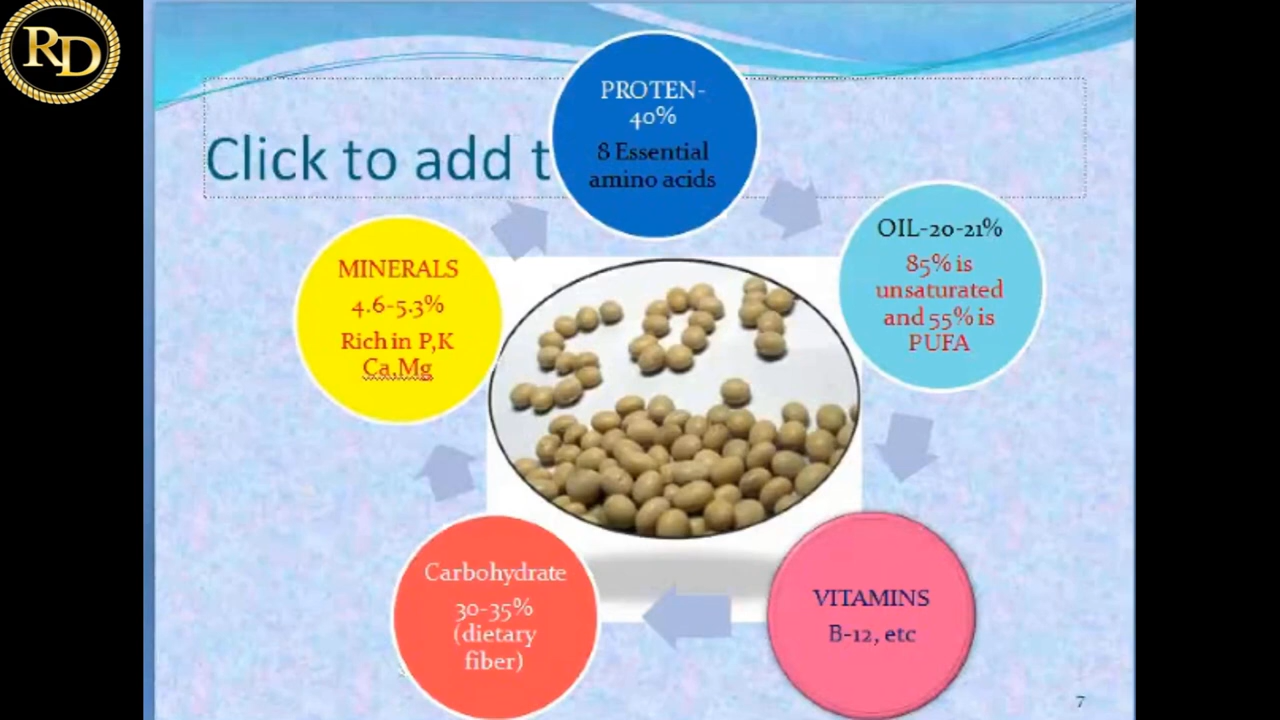 RD
Click to add t
PROTEN-
40%
8 Essential
amino acids
OIL-20-21%
85% is
unsaturated
and 55% is
PUFA
VITAMINS
B-12, etc
Carbohydrate
30-35%
(dietary
fiber)
MINERALS
4.6-5.3%
Rich in P,K
Ca,Mg
SOY
7